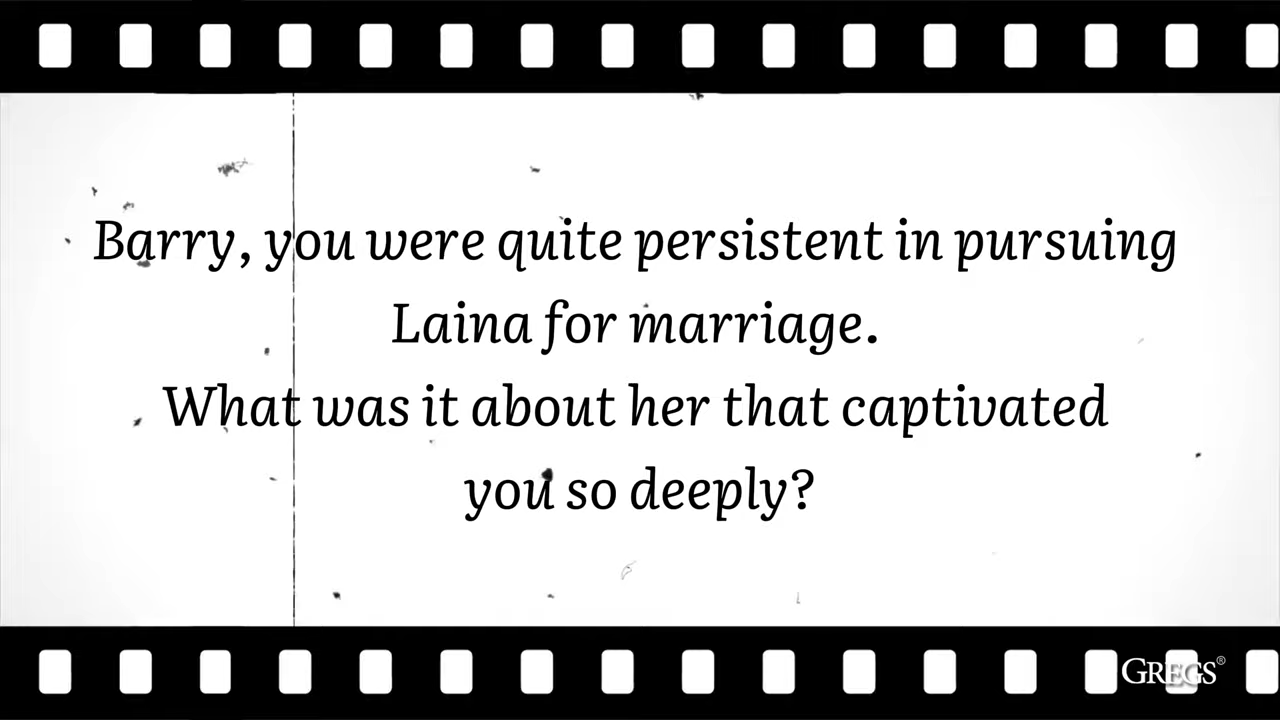 Barry, you were quite persistent in pursuing
Laina for marriage.
What was it about her that captivated
you so deeply?
GREGS®